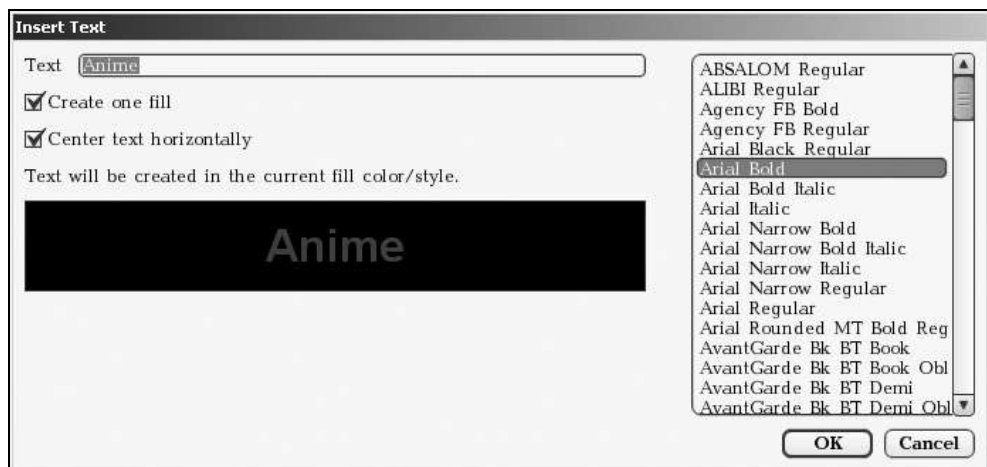 Insert Text
Text Anime
Create one fill
Center text horizontally
Text will be created in the current fill color/style.
Anime
ABSALOM Regular
ALIBI Regular
Agency FB Bold
Agency FB Regular
Arial Black Regular
Arial Bold
Arial Bold Italic
Arial Italic
Arial Narrow Bold
Arial Narrow Bold Italic
Arial Narrow Italic
Arial Narrow Regular
Arial Regular
Arial Rounded MT Bold Reg
AvantGarde Bk BT Book
AvantGarde Bk BT Book Obl
AvantGarde Bk BT Demi
AvantGarde Bk BT Demi Obl
OK Cancel